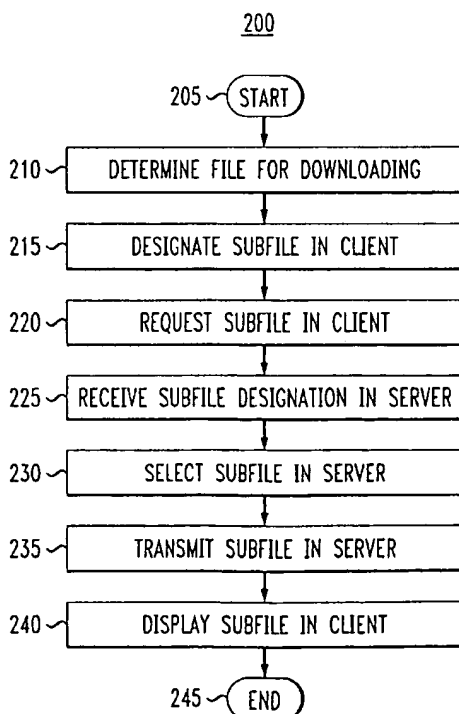 200
205 START
210 DETERMINE FILE FOR DOWNLOADING
215 DESIGNATE SUBFILE IN CLIENT
220 REQUEST SUBFILE IN CLIENT
225 RECEIVE SUBFILE DESIGNATION IN SERVER
230 SELECT SUBFILE IN SERVER
235 TRANSMIT SUBFILE IN SERVER
240 DISPLAY SUBFILE IN CLIENT
245 END